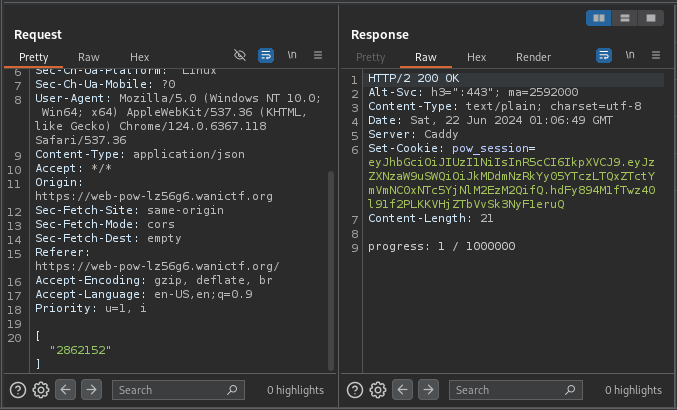 Request
Pretty Raw Hex
\n
6 Sec-Ch-Ua-Platform: "Linux"
7 Sec-Ch-Ua-Mobile: ?0
8 User-Agent: Mozilla/5.0 (Windows NT 10.0;
Win64; x64) AppleWebKit/537.36 (KHTML,
like Gecko) Chrome/124.0.6367.118
Safari/537.36
9 Content-Type: application/json
10 Accept: */*
11 Origin:
https://web-pow-lz56g6.wanictf.org
12 Sec-Fetch-Site: same-origin
13 Sec-Fetch-Mode: cors
14 Sec-Fetch-Dest: empty
15 Referer:
https://web-pow-lz56g6.wanictf.org/
16 Accept-Encoding: gzip, deflate, br
17 Accept-Language: en-US,en;q=0.9
18 Priority: u=1, i
19
20 [
"2862152"
]
Search
0 highlights
Response
Pretty Raw Hex Render
\n
1 HTTP/2 200 OK
2 Alt-Svc: h3=":443"; ma=2592000
3 Content-Type: text/plain; charset=utf-8
4 Date: Sat, 22 Jun 2024 01:06:49 GMT
5 Server: Caddy
6 Set-Cookie: pow_session=
7 Content-Length: 21
8
9 progress: 1 / 1000000
Search
0 highlights